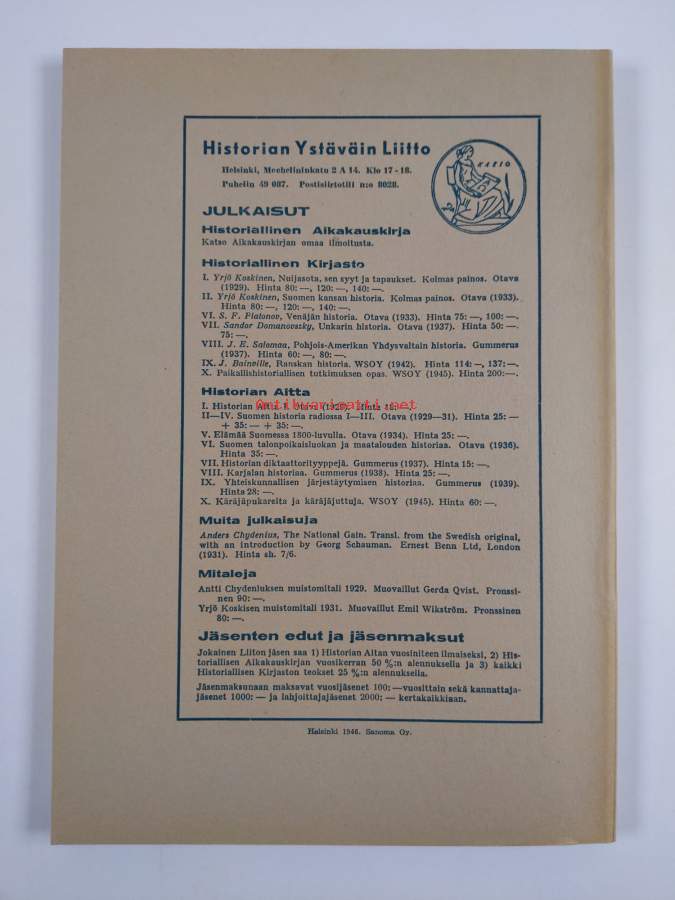 Historian Ystäväin Liitto
Helsinki, Mechelininkatu 2 A 14. Klo 17-18.
Puhelin 49 087. Postisiirtotili n:o 8028.
KLEIO
JULKAISUT
Historiallinen Aikakauskirja
Katso Aikakauskirjan omaa ilmoitusta.
Historiallinen Kirjasto
I. Yrjö Koskinen, Nuijasota, sen syyt ja tapaukset. Kolmas painos. Otava
(1929). Hinta 80: —, 120: —, 140: —.
II. Yrjö Koskinen, Suomen kansan historia. Kolmas painos. Otava (1933).
Hinta 80: —, 120: —, 140: —.
VI. S. F. Platonov, Venäjän historia. Otava (1933). Hinta 75: —, 100: —.
VII. Sandor Domanovszky, Unkarin historia. Otava (1937). Hinta 50: —.
75: —.
VIII. J. E. Salomaa, Pohjois-Amerikan Yhdysvaltain historia. Gummerus
(1937). Hinta 60: —, 80: —.
IX. J. Bainville, Ranskan historia. WSOY (1942). Hinta 114: —, 137: —.
X. Paikallishistoriallisen tutkimuksen opas. WSOY (1945). Hinta 200: —.
Historian Aitta
antikvariaatti.net
I. Historian Aitta I. Otava Hinta
II—IV. Suomen historia radiossa I—III. Otava (1929—31). Hinta 25: —
+ 35: — + 35: —.
V. Elämää Suomessa 1800-luvulla. Otava (1934). Hinta 25: —.
VI. Suomen talonpoikaisluokan ja maatalouden historiaa. Otava (1936).
Hinta 35: —.
VII. Historian diktaattorityyppejä. Gummerus (1937). Hinta 15: —.
VIII. Karjalan historiaa. Gummerus (1938). Hinta 25: —.
IX. Yhteiskunnallisen järjestäytymisen historiaa. Gummerus (1939).
Hinta 28: —.
X. Käräjäpukareita ja käräjäjuttuja. WSOY (1945). Hinta 60: —.
Muita julkaisuja
Anders Chydenius, The National Gain. Transl. from the Swedish original,
with an introduction by Georg Schauman. Ernest Benn Ltd, London
(1931). Hinta sh. 7/6.
Mitaleja
Antti Chydeniuksen muistomitali 1929. Muovaillut Gerda Qvist. Pronssi-
nen 90: —.
Yrjö Koskisen muistomitali 1931. Muovaillut Emil Wikström. Pronssinen
80: —.
Jäsenten edut ja jäsenmaksut
Jokainen Liiton jäsen saa 1) Historian Aitan vuosiniteen ilmaiseksi, 2) His-
toriallisen Aikakauskirjan vuosikerran 50 %:n alennuksella ja 3) kaikki
Historiallisen Kirjaston teokset 25 %:n alennuksella.
Jäsenmaksunaan maksavat vuosijäsenet 100: — vuosittain sekä kannattaja-
jäsenet 1000: — ja lahjoittajajäsenet 2000: — kertakaikkiaan.
Helsinki 1946. Sanoma Oy.